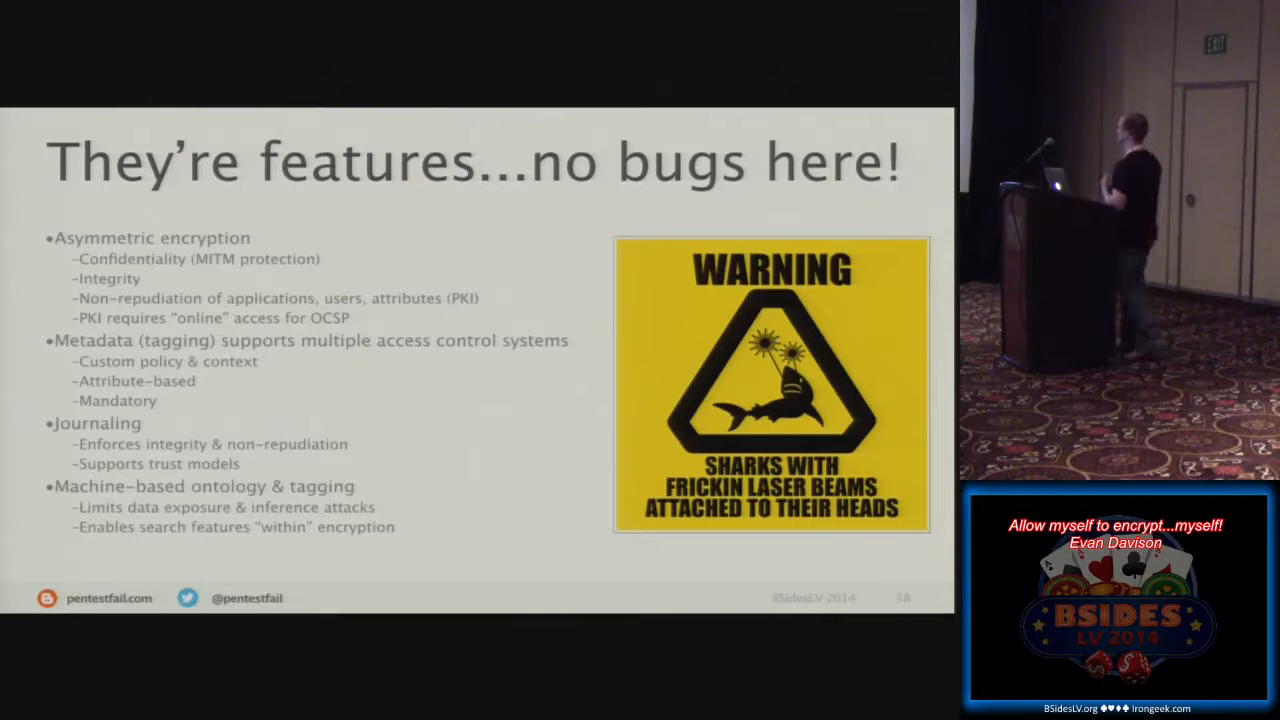 They're features...no bugs here!
•Asymmetric encryption
–Confidentiality (MITM protection)
–Integrity
–Non-repudiation of applications, users, attributes (PKI)
–PKI requires “online” access for OCSP
•Metadata (tagging) supports multiple access control systems
–Custom policy & context
–Attribute-based
–Mandatory
•Journaling
–Enforces integrity & non-repudiation
–Supports trust models
•Machine-based ontology & tagging
–Limits data exposure & inference attacks
–Enables search features “within” encryption
WARNING
SHARKS WITH
FRICKIN LASER BEAMS
ATTACHED TO THEIR HEADS
pentestfail.com
@pentestfail
BSidesLV 2014
38
EXIT
Allow myself to encrypt...myself!
Evan Davison
BSIDES
LV 2014
BSidesLV.org ♠♥♦♣ Irongeek.com